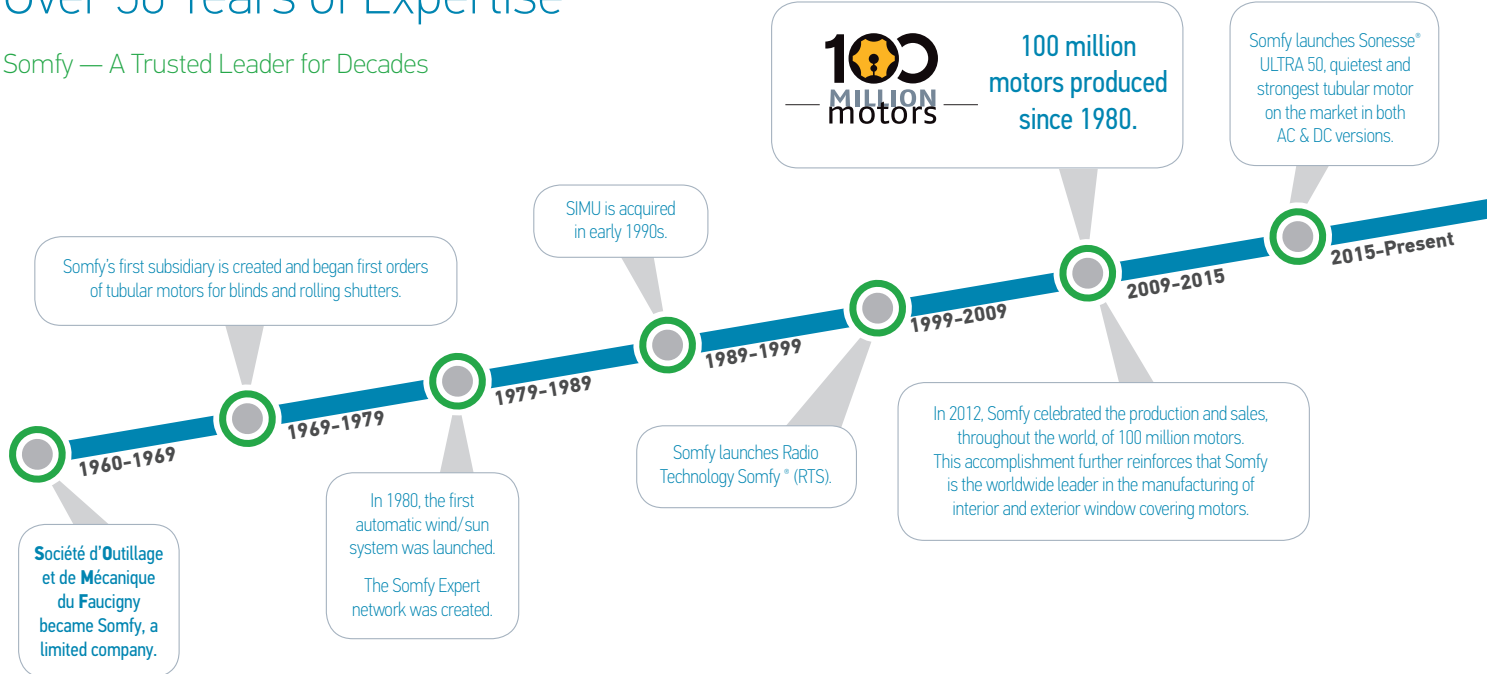 Over 50 Years of Expertise
Somfy — A Trusted Leader for Decades
100
MILLION
motors
100 million
motors produced
since 1980.
Somfy launches Sonesse®
ULTRA 50, quietest and
strongest tubular motor
on the market in both
AC & DC versions.
SIMU is acquired
in early 1990s.
Somfy's first subsidiary is created and began first orders
of tubular motors for blinds and rolling shutters.
1960-1969
1969-1979
1979-1989
1989-1999
1999-2009
2009-2015
2015-Present
Société d'Outillage
et de Mécanique
du Faucigny
became Somfy, a
limited company.
In 1980, the first
automatic wind/sun
system was launched.
The Somfy Expert
network was created.
Somfy launches Radio
Technology Somfy ® (RTS).
In 2012, Somfy celebrated the production and sales,
throughout the world, of 100 million motors.
This accomplishment further reinforces that Somfy
is the worldwide leader in the manufacturing of
interior and exterior window covering motors.